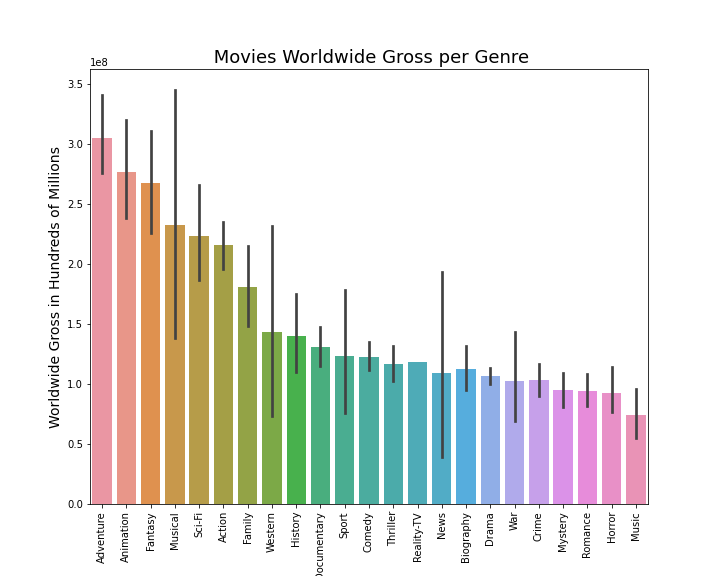 Movies Worldwide Gross per Genre
1e8
Worldwide Gross in Hundreds of Millions
3.5
3.0
2.5
2.0
1.5
1.0
0.5
0.0
Adventure
Animation
Fantasy
Musical
Sci-Fi
Action
Family
Western
History
Documentary
Sport
Comedy
Thriller
Reality-TV
News
Biography
Drama
War
Crime
Mystery
Romance
Horror
Music